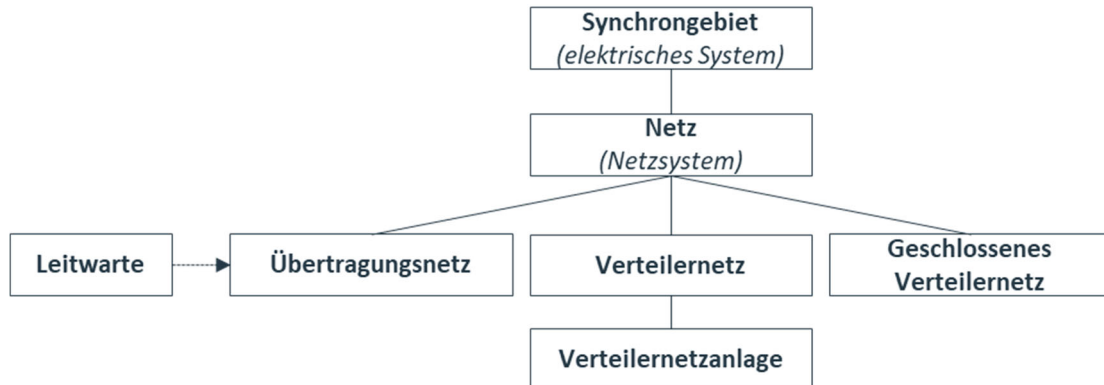 Synchrongebiet
(elektrisches System)
Netz
(Netzsystem)
Leitwarte
Übertragungsnetz
Verteilernetz
Geschlossenes
Verteilernetz
Verteilernetzanlage